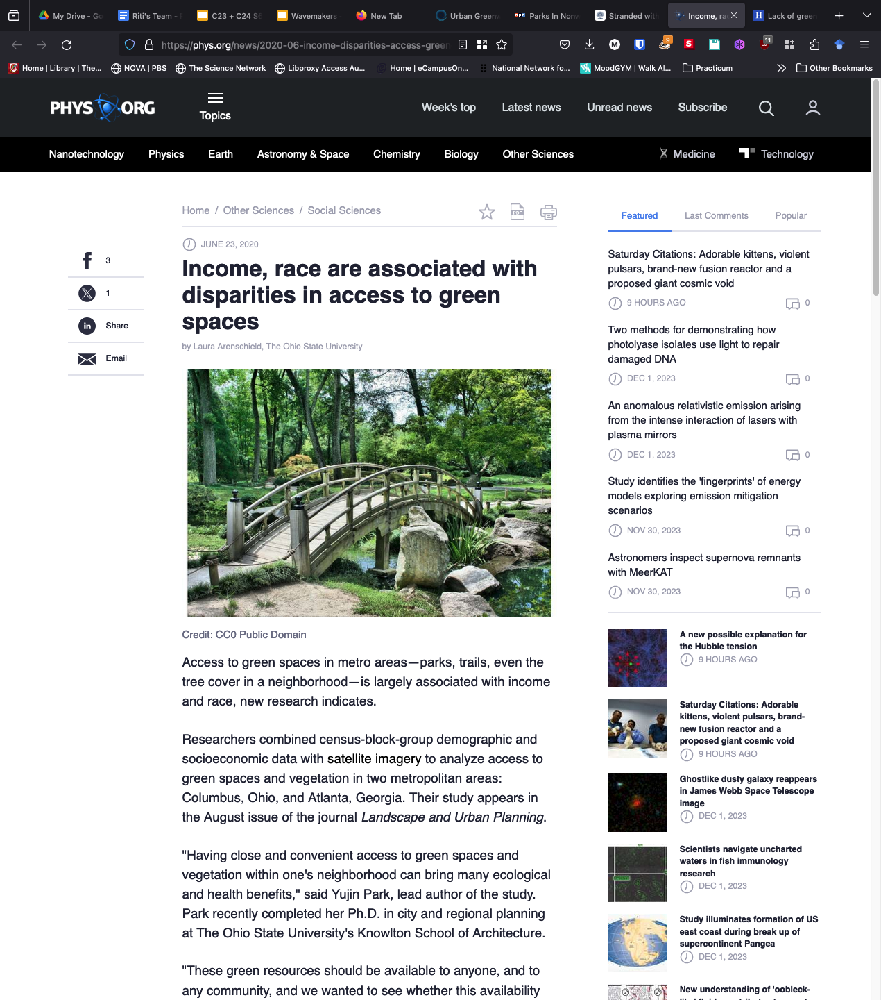 My Drive - Go
Riti's Team -
C23 + C24 S
Wavemakers
New Tab
Urban Green
Parks In Non
Stranded with
Income, ra
Lack of green
https://phys.org/news/2020-06-income-disparities-access-green
9
11
Home | Library | The...
NOVA | PBS
The Science Network
Libproxy Access Au...
Home | eCampusOn...
National Network fo...
MoodGYM | Walk Al...
Practicum
Other Bookmarks
PHYS ORG
Topics
Week's top
Latest news
Unread news
Subscribe
Nanotechnology
Physics
Earth
Astronomy & Space
Chemistry
Biology
Other Sciences
Medicine
Technology
Home / Other Sciences / Social Sciences
PDF
3
1
Share
Email
JUNE 23, 2020
Income, race are associated with
disparities in access to green
spaces
by Laura Arenschield, The Ohio State University
Credit: CC0 Public Domain
Access to green spaces in metro areas—parks, trails, even the
tree cover in a neighborhood—is largely associated with income
and race, new research indicates.
Researchers combined census-block-group demographic and
socioeconomic data with satellite imagery to analyze access to
green spaces and vegetation in two metropolitan areas:
Columbus, Ohio, and Atlanta, Georgia. Their study appears in
the August issue of the journal Landscape and Urban Planning.
"Having close and convenient access to green spaces and
vegetation within one's neighborhood can bring many ecological
and health benefits," said Yujin Park, lead author of the study.
Park recently completed her Ph.D. in city and regional planning
at The Ohio State University's Knowlton School of Architecture.
"These green resources should be available to anyone, and to
any community, and we wanted to see whether this availability
Featured
Last Comments
Popular
Saturday Citations: Adorable kittens, violent
pulsars, brand-new fusion reactor and a
proposed giant cosmic void
9 HOURS AGO
0
Two methods for demonstrating how
photolyase isolates use light to repair
damaged DNA
DEC 1, 2023
0
An anomalous relativistic emission arising
from the intense interaction of lasers with
plasma mirrors
DEC 1, 2023
0
Study identifies the 'fingerprints' of energy
models exploring emission mitigation
scenarios
NOV 30, 2023
0
Astronomers inspect supernova remnants
with MeerKAT
NOV 30, 2023
0
A new possible explanation for
the Hubble tension
9 HOURS AGO
Saturday Citations: Adorable
kittens, violent pulsars, brand-
new fusion reactor and a
proposed giant cosmic void
9 HOURS AGO
Ghostlike dusty galaxy reappears
in James Webb Space Telescope
image
DEC 1, 2023
Scientists navigate uncharted
waters in fish immunology
research
DEC 1, 2023
Study illuminates formation of US
east coast during break up of
supercontinent Pangea
DEC 1, 2023
New understanding of 'oobleck-